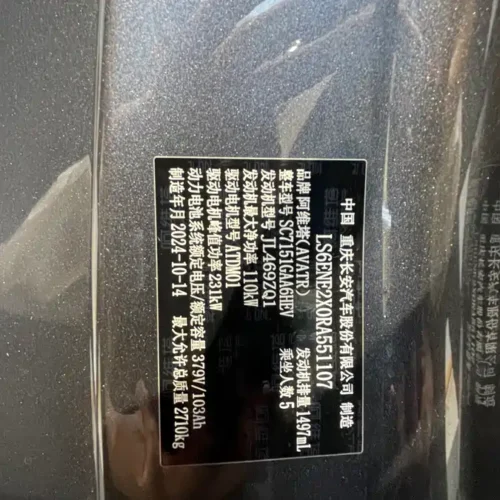 中国 重庆长安汽车股份有限公司 制造
LS6ENE2X0RA551107
品牌 阿维塔(AVATR) 发动机排量 1497mL
整车型号 SC7151GAA6HEV 乘坐人数 5
发动机型号 JL469ZQ1
发动机最大净功率 110kW
驱动电机型号 ATDM01
驱动电机峰值功率 231kW
动力电池系统额定电压/额定容量 379V/103Ah
制造年月 2024-10-14 最大允许总质量 2710kg